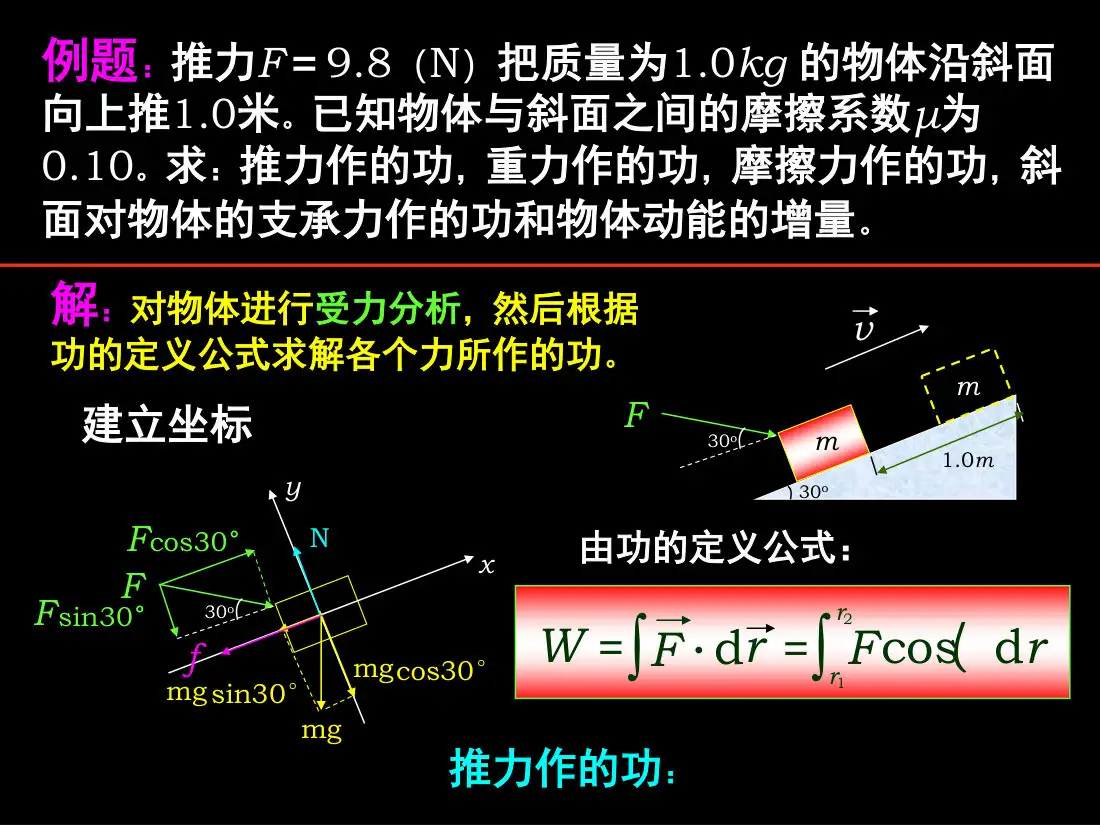 例题：推力F＝9.8（N）把质量为1.0kg 的物体沿斜面
向上推1.0米。已知物体与斜面之间的摩擦系数μ为
0.10。求：推力作的功，重力作的功，摩擦力作的功，斜
面对物体的支承力作的功和物体动能的增量。
解：对物体进行受力分析，然后根据
功的定义公式求解各个力所作的功。
建立坐标
v
F
30o
m
m
1.0m
30o
y
x
N
Fcos30°
F
Fsin30°
30o
f
mgsin30°
mgcos30°
mg
由功的定义公式：
W = ∫ F · dr = ∫r1r2 Fcos( dr
推力作的功：